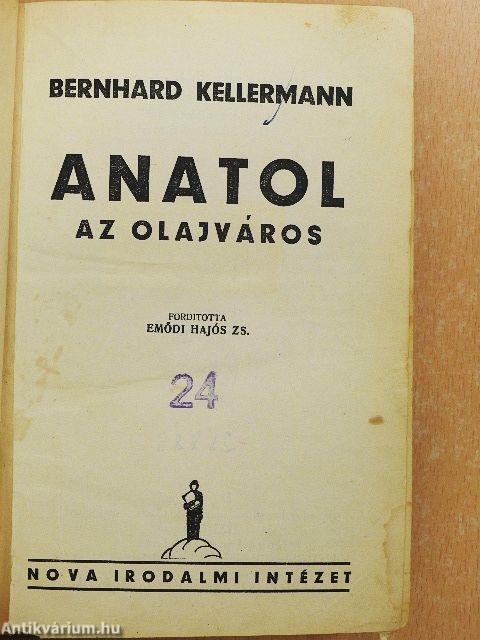 BERNHARD KELLERMANN
ANATOL
AZ OLAJVÁROS
FORDITOTTA
EMŐDI HAJÓS ZS.
24
NOVA IRODALMI INTÉZET
Antikvárium.hu